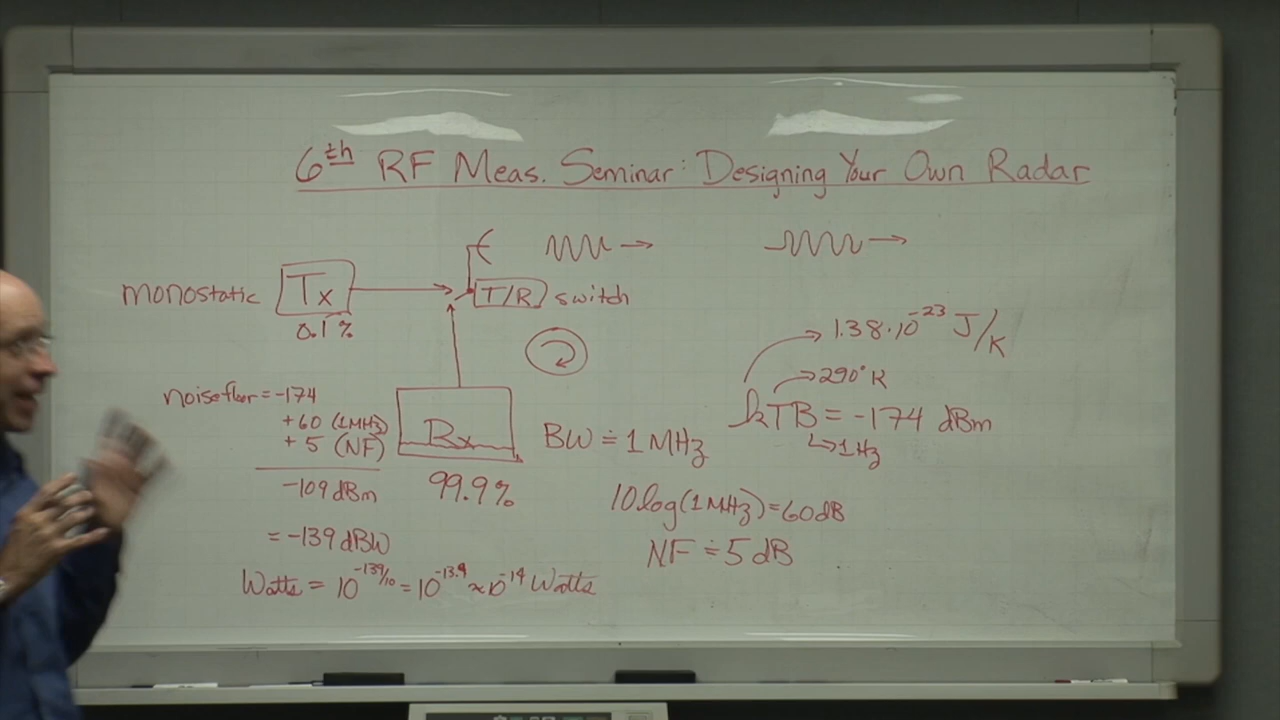 6th RF Meas. Seminar: Designing Your Own Radar
monostatic Tx T/R switch
0.1%
1.38·10^-23 J/K
290° K
kTB = -174 dBm
1Hz
noise floor = -174
+60 (1MHz)
+ 5 (NF)
-109 dBm
= -139 dBW
Rx
99.9%
BW ≐ 1 MHz
10log(1MHz)=60dB
NF ≐ 5 dB
Watts = 10^-139/10 = 10^-13.9 ≈ 10^-14 Watts